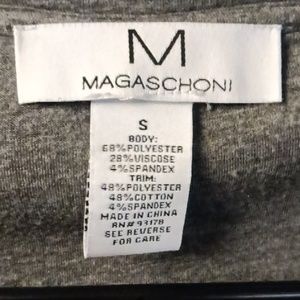 M
MAGASCHONI
S
BODY:
68%POLYESTER
28%VISCOSE
4%SPANDEX
TRIM:
48%POLYESTER
48%COTTON
4%SPANDEX
MADE IN CHINA
RN# 93178
SEE REVERSE
FOR CARE